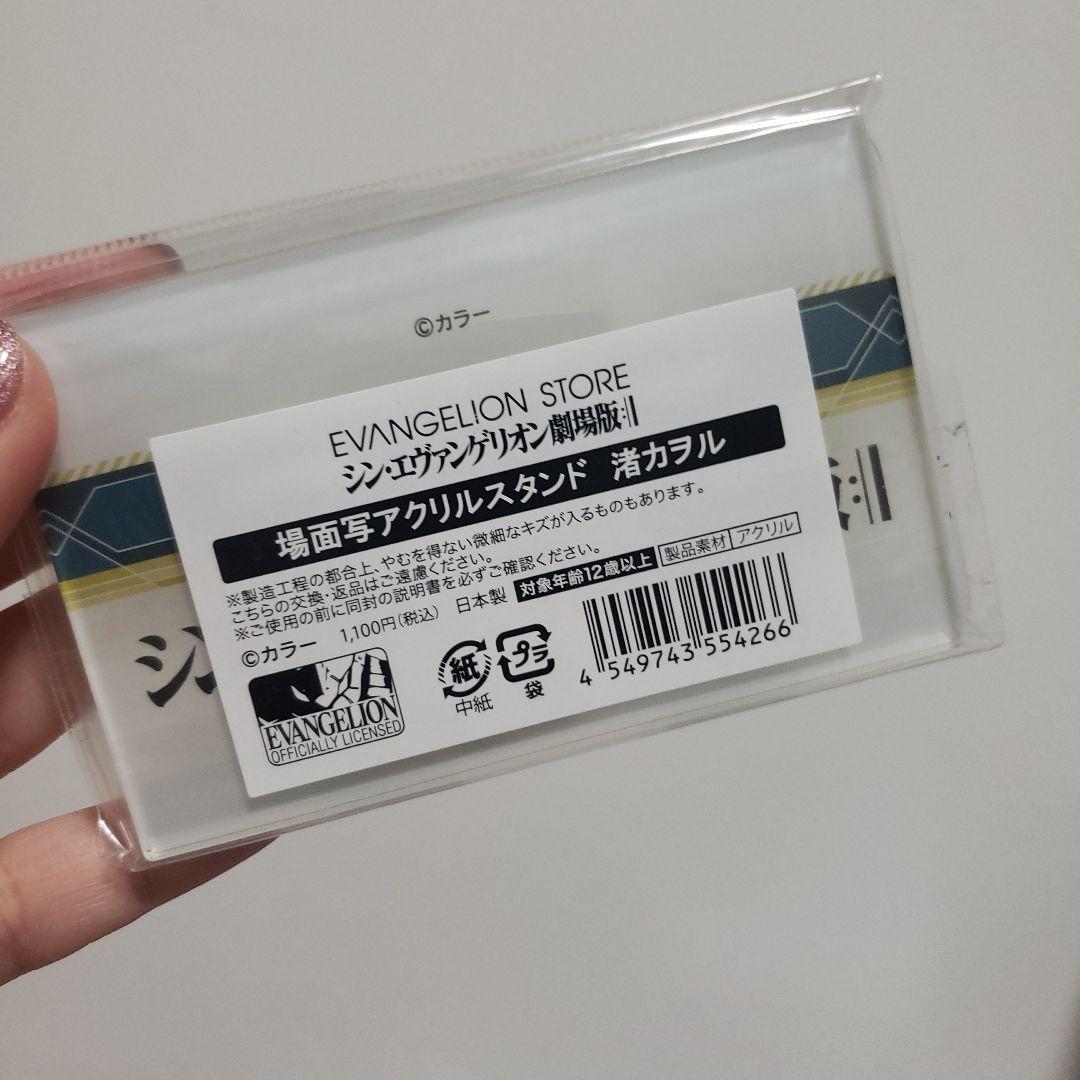 ©カラー
EVANGELION STORE
シン・エヴァンゲリオン劇場版:||
場面写アクリルスタンド 渚カヲル
※製造工程の都合上、やむを得ない微細なキズが入るものもあります。
こちらの交換・返品はご遠慮ください。
※ご使用の前に同封の説明書を必ずご確認ください。
©カラー 1,100円(税込) 日本製 対象年齢12歳以上 製品素材 アクリル
EVANGELION
OFFICIALLY LICENSED
紙
中紙
プラ
袋
4 549743 554266
シン
:||